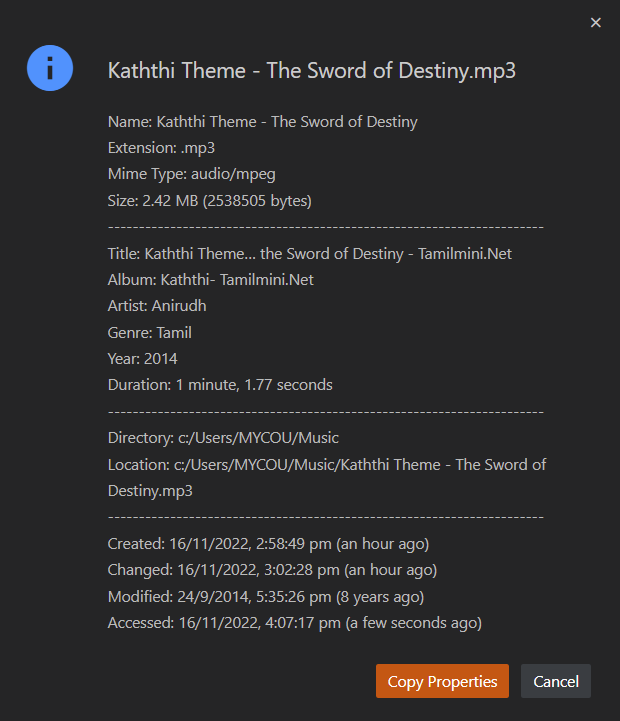 Kaththi Theme - The Sword of Destiny.mp3
Name: Kaththi Theme - The Sword of Destiny
Extension: .mp3
Mime Type: audio/mpeg
Size: 2.42 MB (2538505 bytes)
----------------------------------------------------------------------
Title: Kaththi Theme... the Sword of Destiny - Tamilmini.Net
Album: Kaththi- Tamilmini.Net
Artist: Anirudh
Genre: Tamil
Year: 2014
Duration: 1 minute, 1.77 seconds
----------------------------------------------------------------------
Directory: c:/Users/MYCOU/Music
Location: c:/Users/MYCOU/Music/Kaththi Theme - The Sword of
Destiny.mp3
----------------------------------------------------------------------
Created: 16/11/2022, 2:58:49 pm (an hour ago)
Changed: 16/11/2022, 3:02:28 pm (an hour ago)
Modified: 24/9/2014, 5:35:26 pm (8 years ago)
Accessed: 16/11/2022, 4:07:17 pm (a few seconds ago)
Copy Properties
Cancel